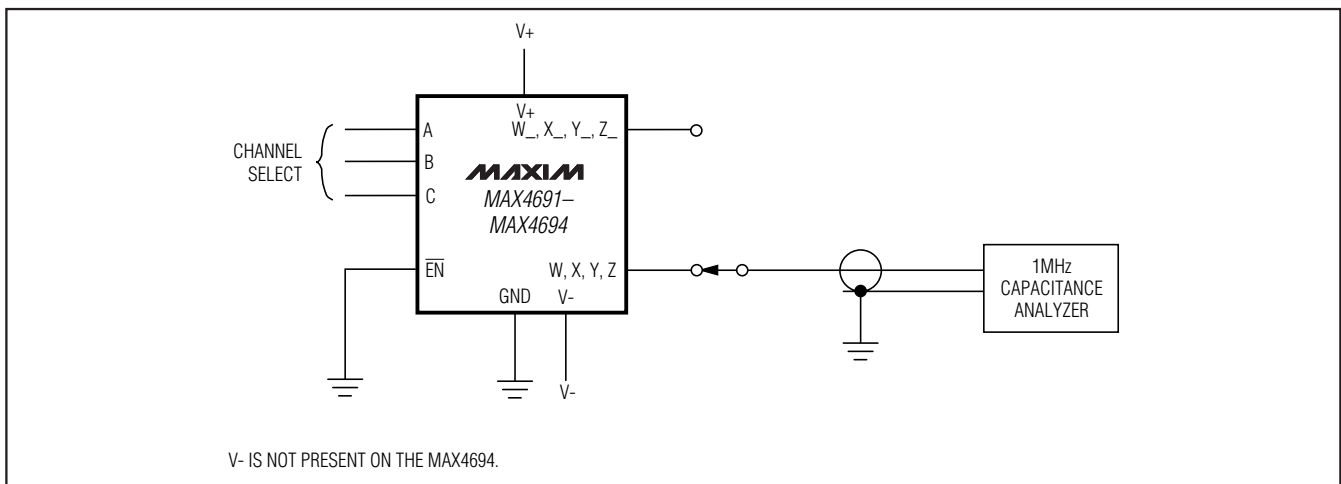 V+
V+
A
W_, X_, Y_, Z_
CHANNEL
SELECT
B
MAXIM
C
MAX4691–
MAX4694
EN
W, X, Y, Z
GND
V-
1MHz
CAPACITANCE
ANALYZER
V-
V- IS NOT PRESENT ON THE MAX4694.